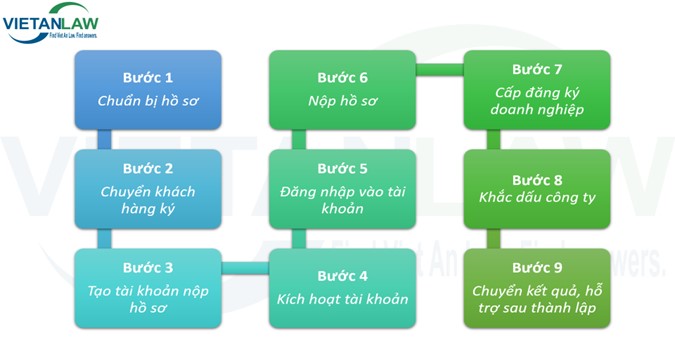 VIETANLAW
Find Viet An Law, Find answers.
Bước 1
Chuẩn bị hồ sơ
Bước 2
Chuyển khách
hàng ký
Bước 3
Tạo tài khoản nộp
hồ sơ
Bước 4
Kích hoạt tài khoản
Bước 5
Đăng nhập vào tài
khoản
Bước 6
Nộp hồ sơ
Bước 7
Cấp đăng ký
doanh nghiệp
Bước 8
Khắc dấu công ty
Bước 9
Chuyển kết quả, hỗ
trợ sau thành lập